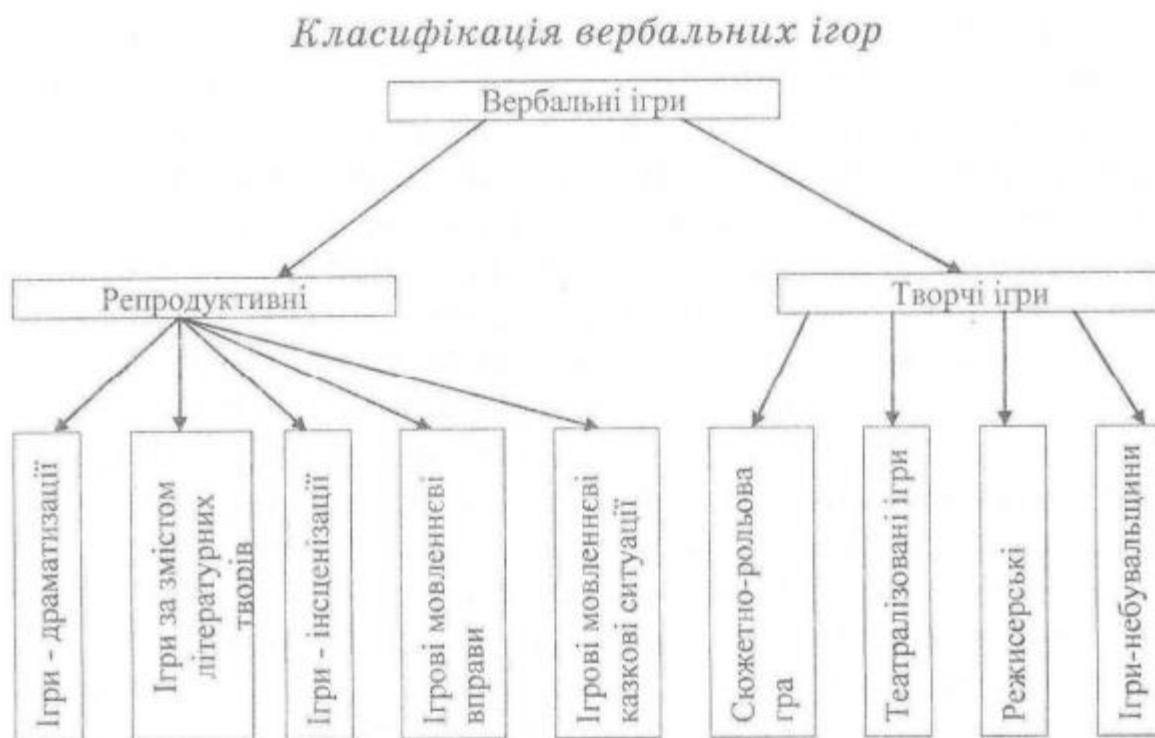 Класифікація вербальних ігор
Вербальні ігри
Репродуктивні
Творчі ігри
Ігри - драматизації
Ігри за змістом
літературних
творів
ігри - інсценізації
Ігрові мовленнєві
вправи
Ігрові мовленнєві
казкові ситуації
Сюжетно-рольова
гра
Театралізовані ігри
Режисерські
Ігри-небувальщини